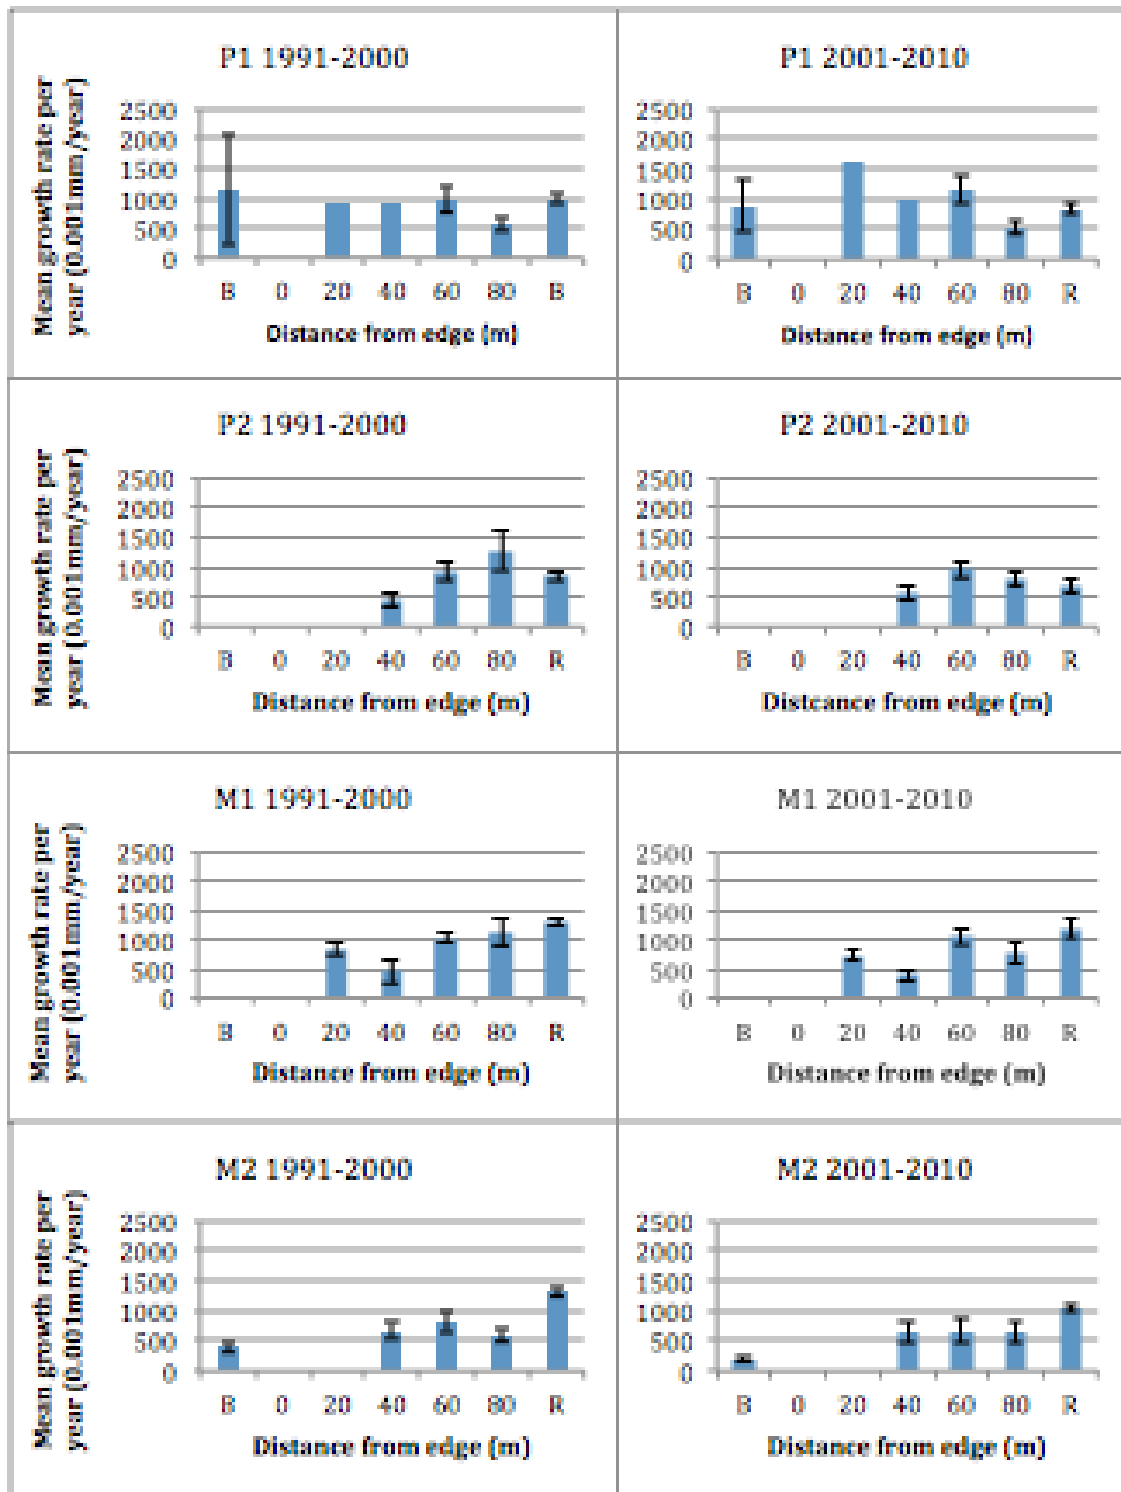 P1 1991-2000
Mean growth rate per
year (0.001mm/year)
2500
2000
1500
1000
500
0
B 0 20 40 60 80 B
Distance from edge (m)
P1 2001-2010
2500
2000
1500
1000
500
0
B 0 20 40 60 80 R
Distance from edge (m)
P2 1991-2000
Mean growth rate per
year (0.001mm/year)
2500
2000
1500
1000
500
0
B 0 20 40 60 80 R
Distance from edge (m)
P2 2001-2010
2500
2000
1500
1000
500
0
B 0 20 40 60 80 R
Distcance from edge (m)
M1 1991-2000
Mean growth rate per
year (0.001mm/year)
2500
2000
1500
1000
500
0
B 0 20 40 60 80 R
Distance from edge (m)
M1 2001-2010
2500
2000
1500
1000
500
0
B 0 20 40 60 80 R
Distance from edge (m)
M2 1991-2000
Mean growth rate per
year (0.001mm/year)
2500
2000
1500
1000
500
0
B 0 20 40 60 80 R
Distance from edge (m)
M2 2001-2010
2500
2000
1500
1000
500
0
B 0 20 40 60 80 R
Distance from edge (m)